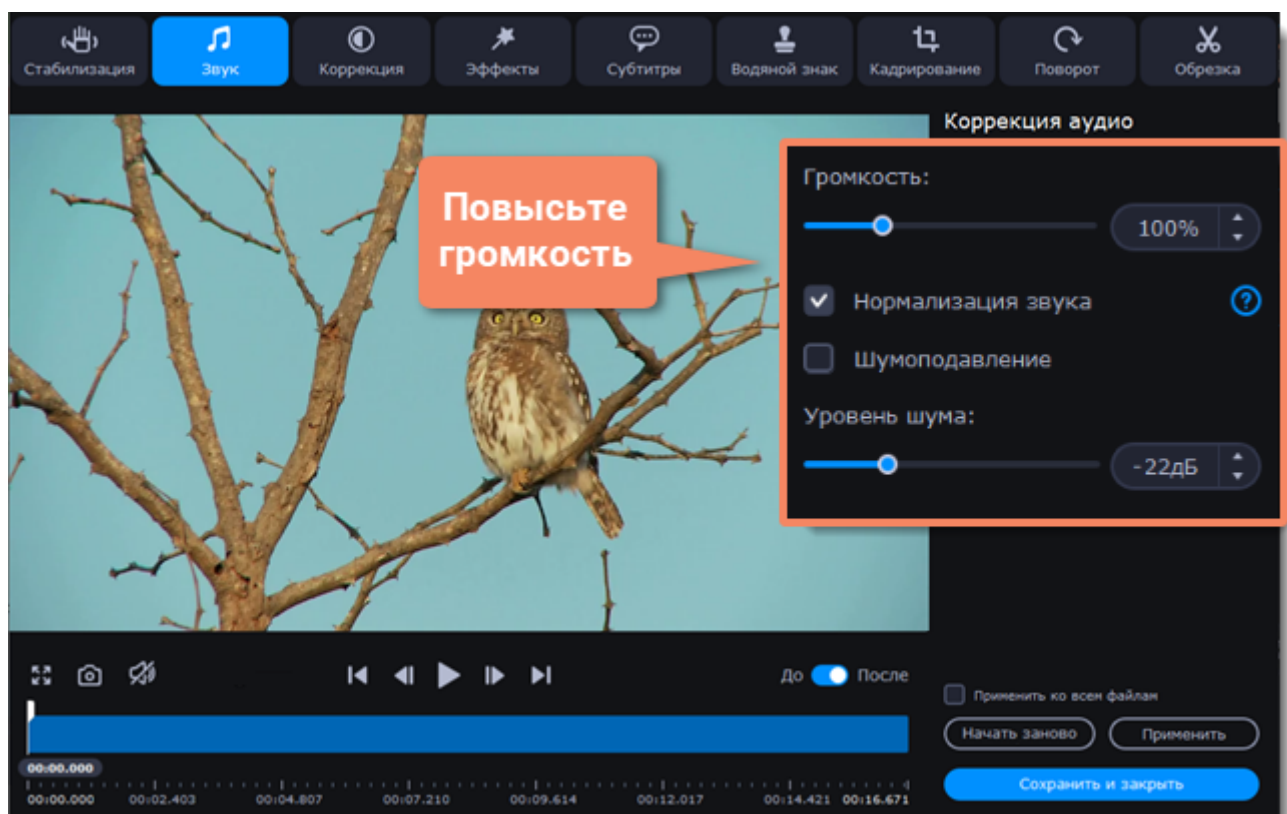 Стабилизация
Звук
Коррекция
Эффекты
Субтитры
Водяной знак
Кадрирование
Поворот
Обрезка
Коррекция аудио
Повысьте
громкость
Громкость:
100%
Нормализация звука
?
Шумоподавление
Уровень шума:
-22дБ
До
После
Применить ко всем файлам
Начать заново
Применить
Сохранить и закрыть
00:00.000
00:00.000 00:02.403 00:04.807 00:07.210 00:09.614 00:12.017 00:14.421 00:16.671